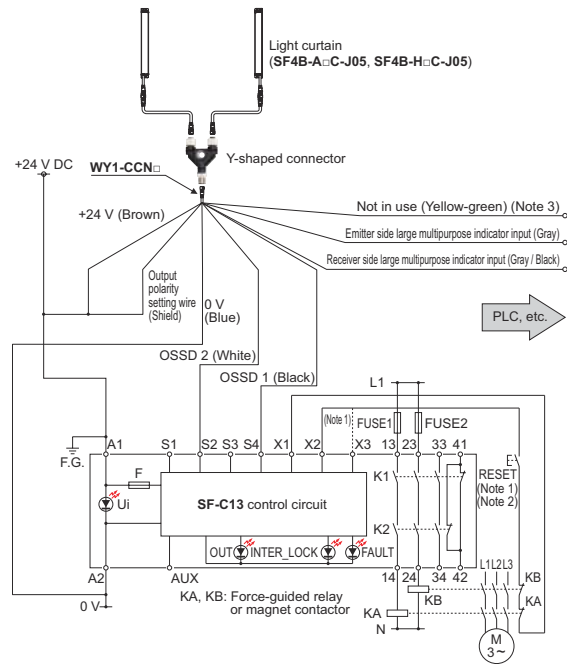 Light curtain
(SF4B-A□C-J05, SF4B-H□C-J05)
Y-shaped connector
+24 V DC
WY1-CCN□
+24 V (Brown)
Not in use (Yellow-green) (Note 3)
Emitter side large multipurpose indicator input (Gray)
Receiver side large multipurpose indicator input (Gray / Black)
Output
polarity
setting wire
(Shield)
0 V
(Blue)
PLC, etc.
OSSD 2 (White)
OSSD 1 (Black)
L1
(Note 1)
FUSE1
FUSE2
F.G.
A1 S1 S2 S3 S4 X1 X2 X3 13 23 33 41
RESET
(Note 1)
(Note 2)
F
K1
Ui
SF-C13 control circuit
K2
OUT INTER_LOCK FAULT
A2 AUX 14 24 34 42
L1 L2 L3
KB
KA, KB: Force-guided relay
or magnet contactor
KB
KA
0 V
KA
N
M
3~